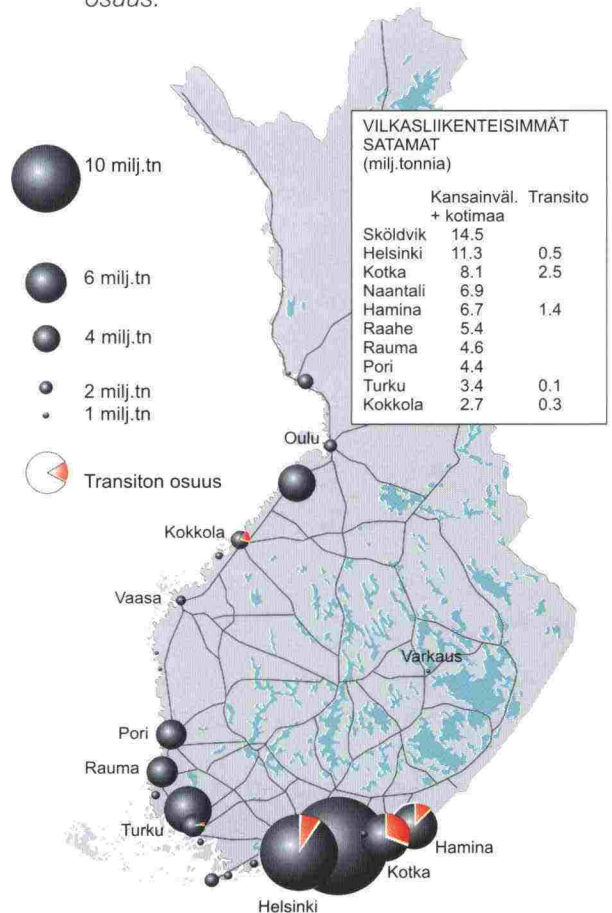 osuus.
10 milj.tn
6 milj.tn
4 milj.tn
2 milj.tn
1 milj.tn
Transiton osuus
VILKASLIIKENTEISIMMÄT
SATAMAT
(milj.tonnia)
Kansainväl. Transito
+ kotimaa
Sköldvik 14.5
Helsinki 11.3 0.5
Kotka 8.1 2.5
Naantali 6.9
Hamina 6.7 1.4
Raahe 5.4
Rauma 4.6
Pori 4.4
Turku 3.4 0.1
Kokkola 2.7 0.3
Oulu
Kokkola
Vaasa
Varkaus
Pori
Rauma
Turku
Hamina
Kotka
Helsinki